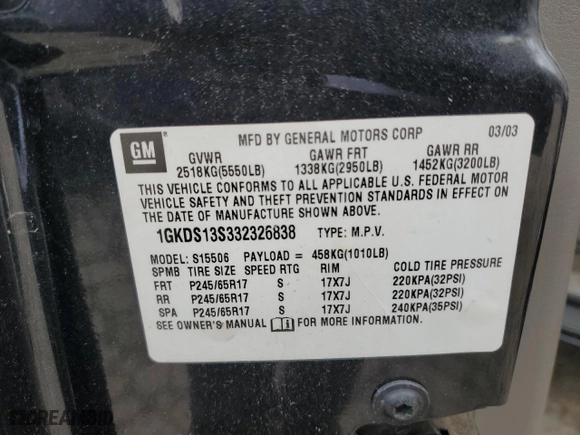 GM ®
MFD BY GENERAL MOTORS CORP 03/03
GVWR GAWR FRT GAWR RR
2518KG(5550LB) 1338KG(2950LB) 1452KG(3200LB)
THIS VEHICLE CONFORMS TO ALL APPLICABLE U.S. FEDERAL MOTOR
VEHICLE SAFETY AND THEFT PREVENTION STANDARDS IN EFFECT ON
THE DATE OF MANUFACTURE SHOWN ABOVE.
1GKDS13S332326838 TYPE: M.P.V.
MODEL: S15506 PAYLOAD = 458KG(1010LB)
SPMB TIRE SIZE SPEED RTG RIM COLD TIRE PRESSURE
FRT P245/65R17 S 17X7J 220KPA(32PSI)
RR P245/65R17 S 17X7J 220KPA(32PSI)
SPA P245/65R17 S 17X7J 240KPA(35PSI)
SEE OWNER'S MANUAL FOR MORE INFORMATION.